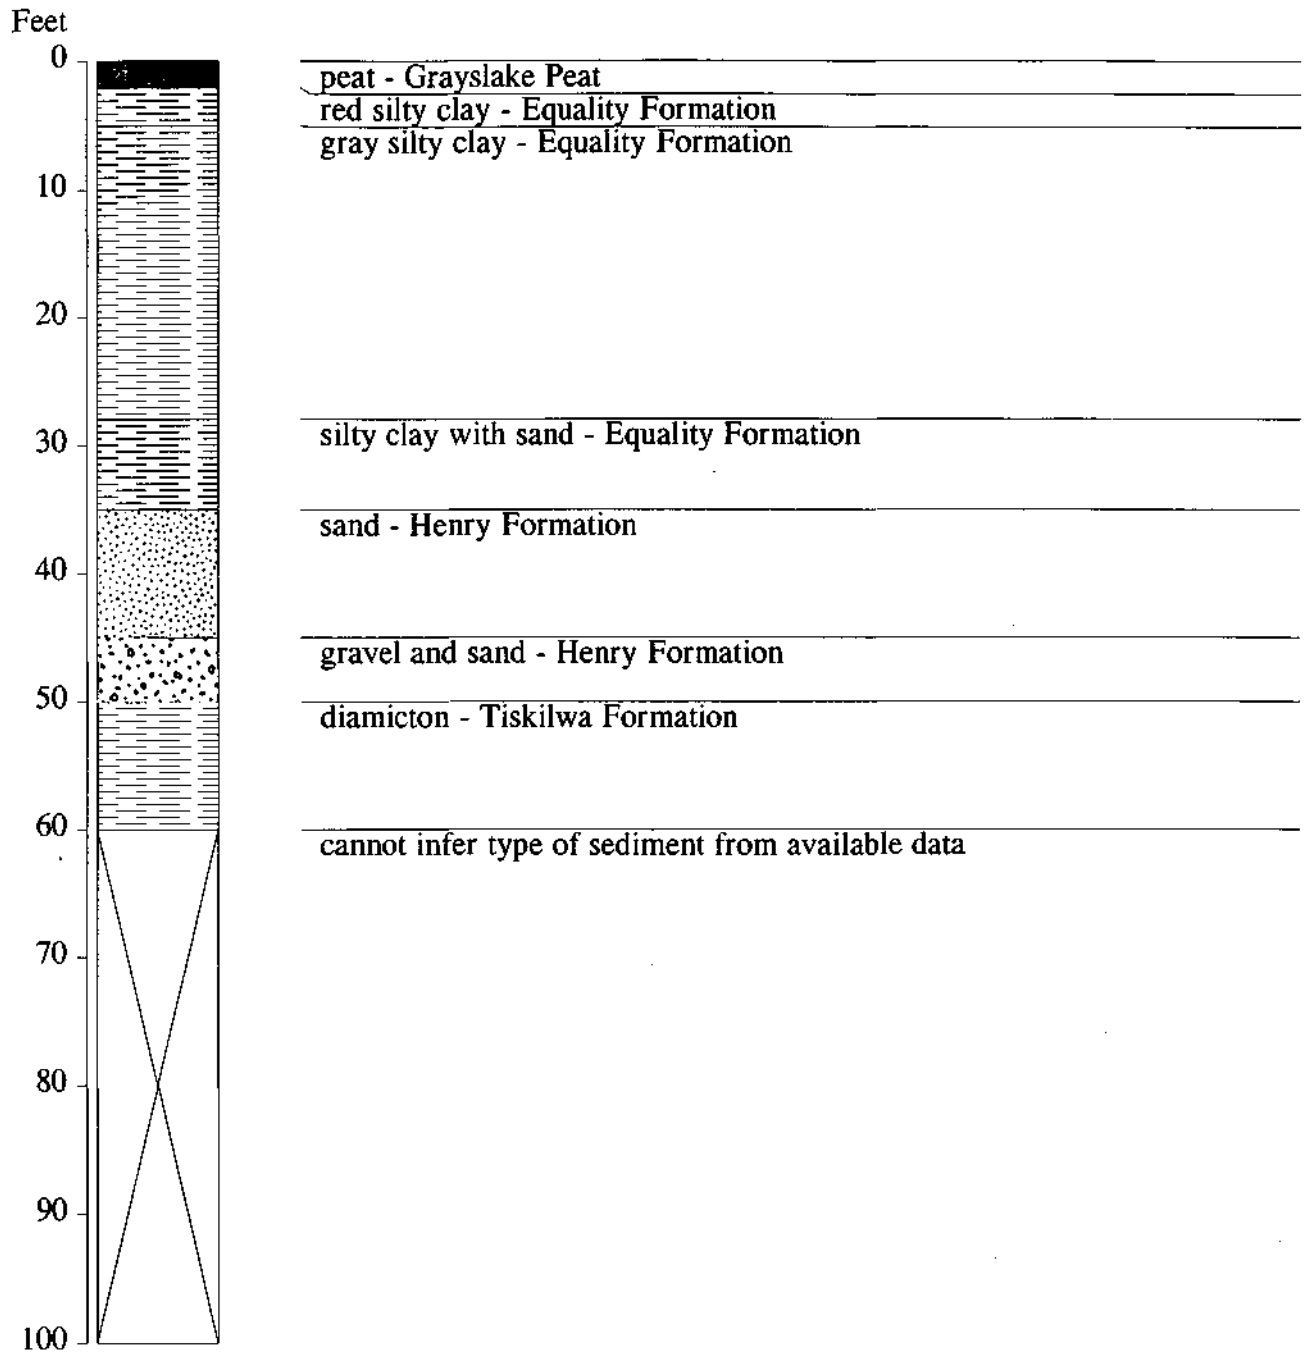 Feet
0
peat - Grayslake Peat
red silty clay - Equality Formation
gray silty clay - Equality Formation
10
20
silty clay with sand - Equality Formation
30
sand - Henry Formation
40
gravel and sand - Henry Formation
50
diamicton - Tiskilwa Formation
60
cannot infer type of sediment from available data
70
80
90
100